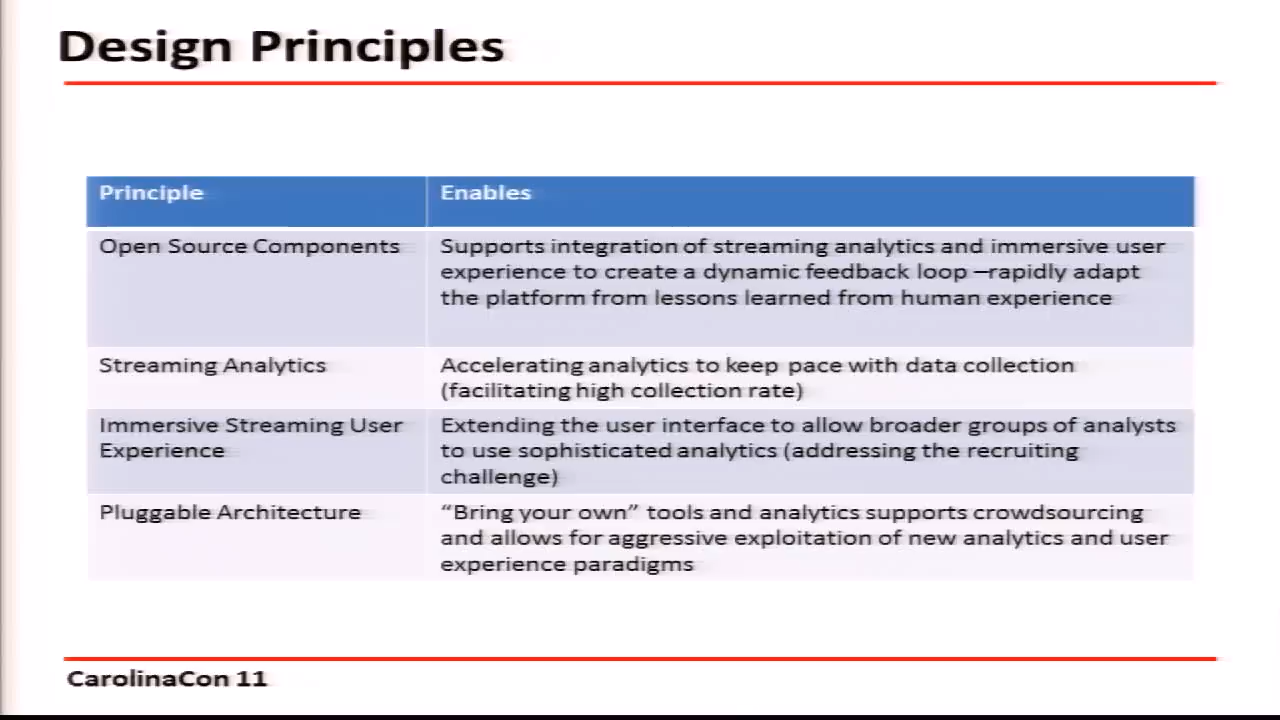 Design Principles
Principle
Enables
Open Source Components
Supports integration of streaming analytics and immersive user
experience to create a dynamic feedback loop –rapidly adapt
the platform from lessons learned from human experience
Streaming Analytics
Accelerating analytics to keep pace with data collection
(facilitating high collection rate)
Immersive Streaming User
Experience
Extending the user interface to allow broader groups of analysts
to use sophisticated analytics (addressing the recruiting
challenge)
Pluggable Architecture
“Bring your own” tools and analytics supports crowdsourcing
and allows for aggressive exploitation of new analytics and user
experience paradigms
CarolinaCon 11